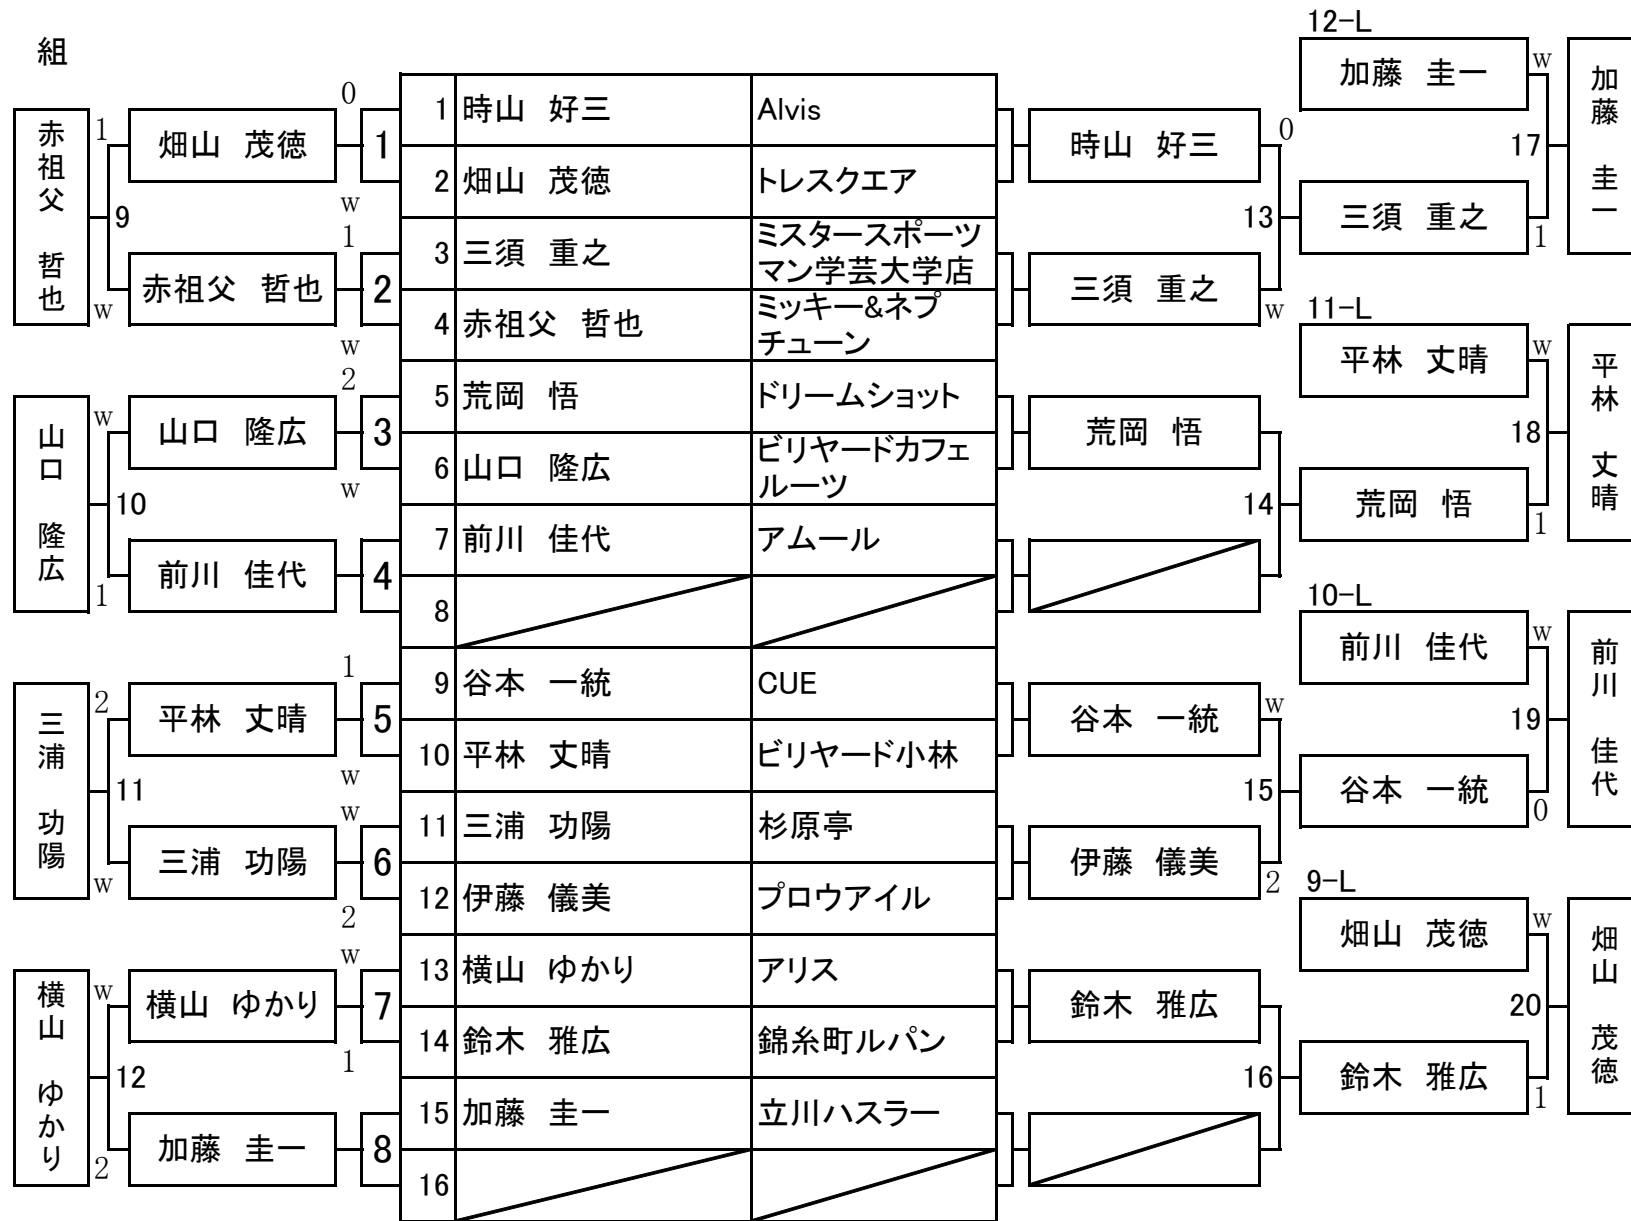 組
12-L
加藤 圭一 w
加藤 圭一
17
三須 重之 1
赤祖父 哲也
1 畑山 茂徳 0 1
9
w 赤祖父 哲也 1 2
w
w
1 時山 好三 Alvis
2 畑山 茂徳 トレスクエア
3 三須 重之 ミスタースポーツ
マン学芸大学店
4 赤祖父 哲也 ミッキー&ネプ
チューン
時山 好三 0
13
三須 重之 w
11-L
平林 丈晴 w
平林 丈晴
18
荒岡 悟 1
山口 隆広
w 山口 隆広 2 3
w
10
1 前川 佳代 4
5 荒岡 悟 ドリームショット
6 山口 隆広 ビリヤードカフェ
ルーツ
7 前川 佳代 アムール
8
荒岡 悟
14
10-L
前川 佳代 w
前川 佳代
19
谷本 一統 0
三浦 功陽
2 平林 丈晴 1 5
w
11
w 三浦 功陽 w 6
2
9 谷本 一統 CUE
10 平林 丈晴 ビリヤード小林
11 三浦 功陽 杉原亭
12 伊藤 儀美 プロウアイル
谷本 一統 w
15
伊藤 儀美 2
9-L
畑山 茂徳 w
畑山 茂徳
20
鈴木 雅広 1
横山 ゆかり
w 横山 ゆかり w 7
1
12
2 加藤 圭一 8
13 横山 ゆかり アリス
14 鈴木 雅広 錦糸町ルパン
15 加藤 圭一 立川ハスラー
16
鈴木 雅広
16